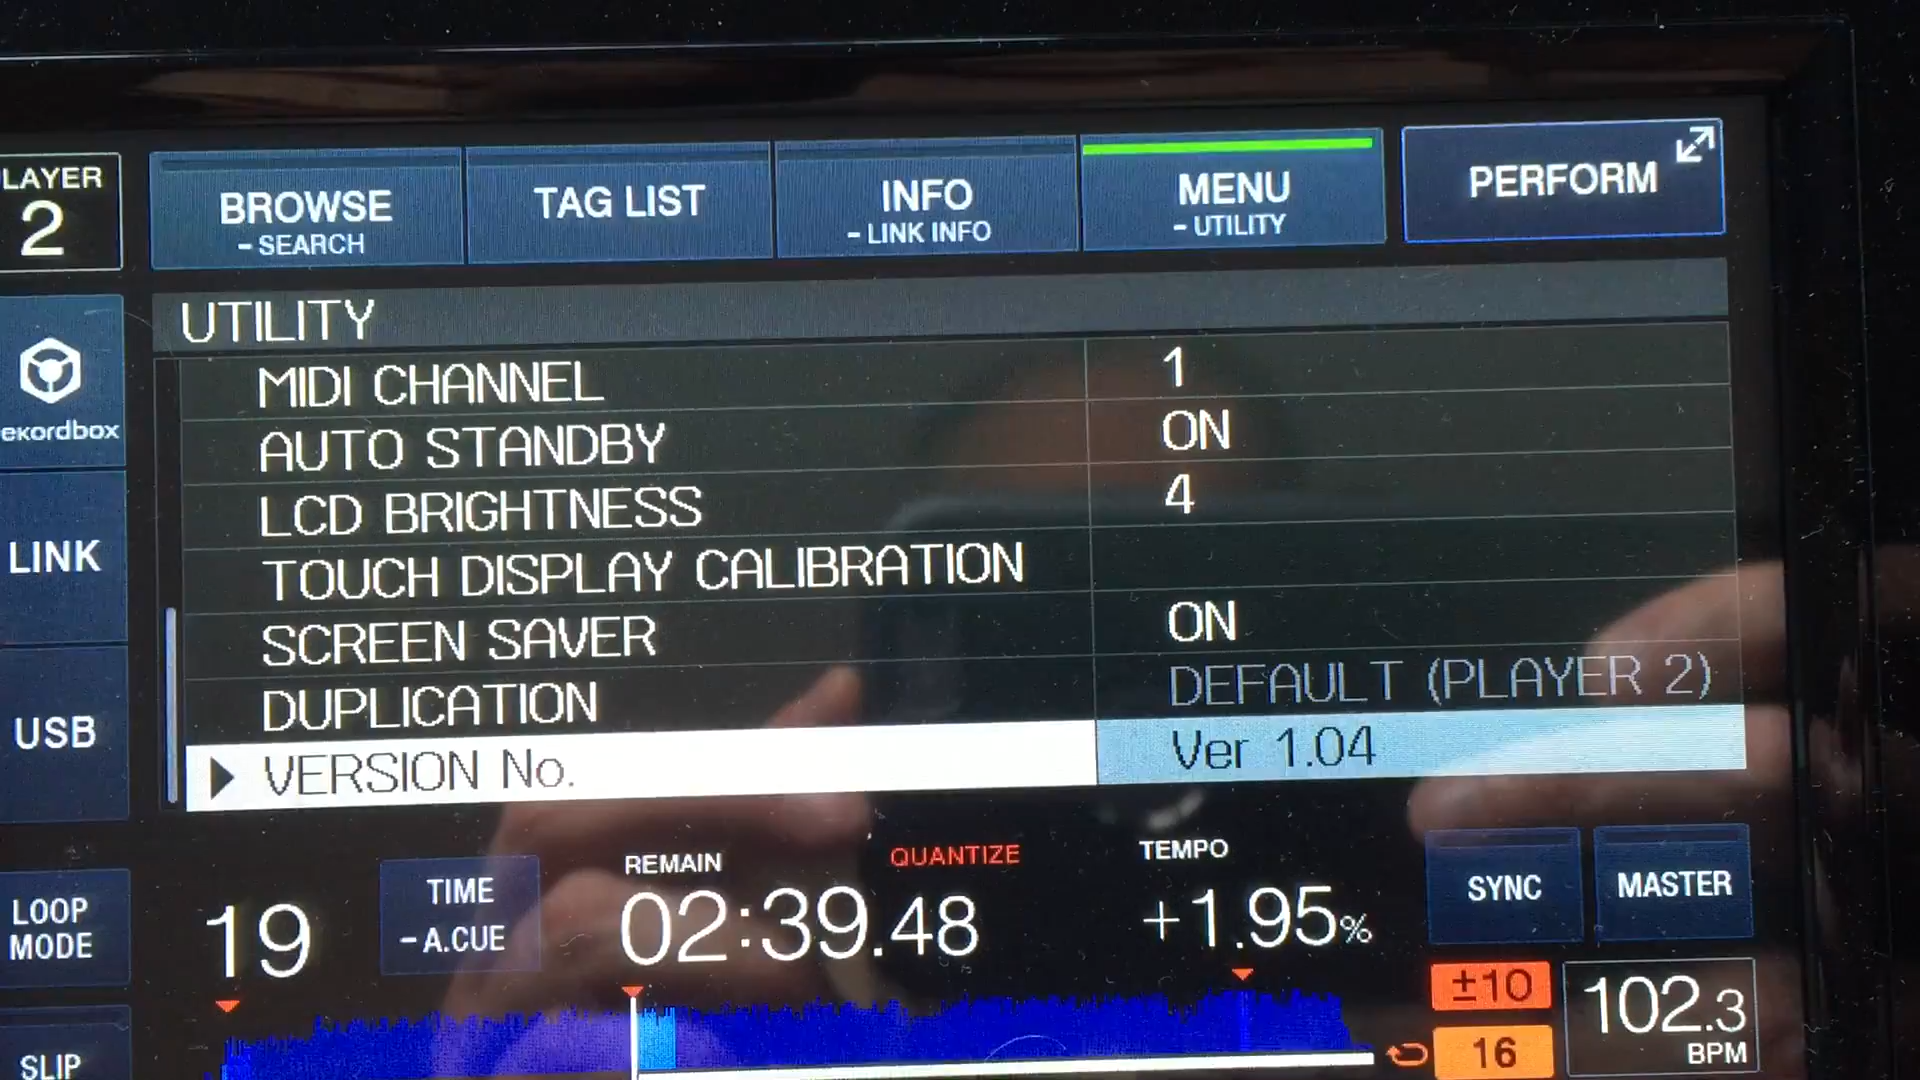 PLAYER
2
BROWSE
- SEARCH
TAG LIST
INFO
- LINK INFO
MENU
- UTILITY
PERFORM
UTILITY
MIDI CHANNEL 1
AUTO STANDBY ON
LCD BRIGHTNESS 4
TOUCH DISPLAY CALIBRATION
SCREEN SAVER ON
DUPLICATION DEFAULT (PLAYER 2)
VERSION No. Ver 1.04
rekordbox
LINK
USB
LOOP
MODE
SLIP
19
TIME
- A.CUE
REMAIN
02:39.48
QUANTIZE
TEMPO
+1.95%
SYNC
MASTER
±10
16
102.3
BPM